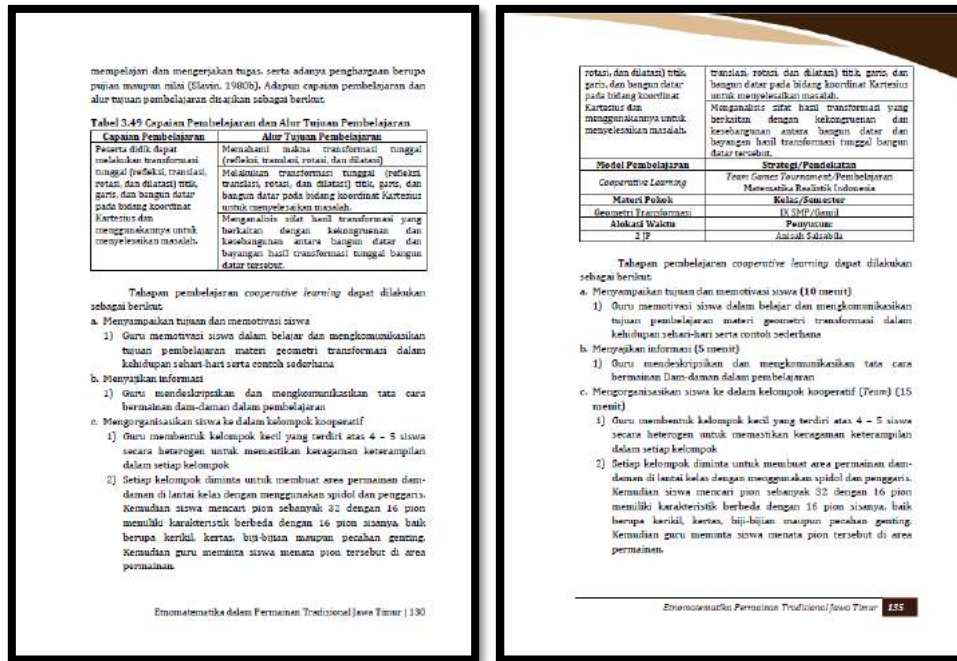 mempelajari dan mengerjakan tugas, serta adanya penghargaan berupa
pujian maupun nilai (Slavin, 1980b). Adapun capaian pembelajaran dan
alur tujuan pembelajaran disajikan sebagai berikut.
Tabel 3.49 Capaian Pembelajaran dan Alur Tujuan Pembelajaran
Capaian Pembelajaran
Alur Tujuan Pembelajaran
Peserta didik dapat
melakukan transformasi
tunggal (refleksi, translasi,
rotasi, dan dilatasi) titik,
garis, dan bangun datar
pada bidang koordinat
Kartesius dan
menggunakannya untuk
menyelesaikan masalah.
Memahami makna transformasi tunggal
(refleksi, translasi, rotasi, dan dilatasi)
Melakukan transformasi tunggal (refleksi,
translasi, rotasi, dan dilatasi) titik, garis, dan
bangun datar pada bidang koordinat Kartesius
untuk menyelesaikan masalah.
Menganalisis sifat hasil transformasi yang
berkaitan dengan kekongruenan dan
kesebangunan antara bangun datar dan
bayangan hasil transformasi tunggal bangun
datar tersebut.
Tahapan pembelajaran cooperative learning dapat dilakukan
sebagai berikut.
a. Menyampaikan tujuan dan memotivasi siswa
1) Guru memotivasi siswa dalam belajar dan mengkomunikasikan
tujuan pembelajaran materi geometri transformasi dalam
kehidupan sehari-hari serta contoh sederhana
b. Menyajikan informasi
1) Guru mendeskripsikan dan mengkomunikasikan tata cara
bermainan dam-daman dalam pembelajaran
c. Mengorganisasikan siswa ke dalam kelompok kooperatif
1) Guru membentuk kelompok kecil yang terdiri atas 4 – 5 siswa
secara heterogen untuk memastikan keragaman keterampilan
dalam setiap kelompok
2) Setiap kelompok diminta untuk membuat area permainan dam-
daman di lantai kelas dengan menggunakan spidol dan penggaris.
Kemudian siswa mencari pion sebanyak 32 dengan 16 pion
memiliki karakteristik berbeda dengan 16 pion sisanya, baik
berupa kerikil, kertas, biji-bijian maupun pecahan genting.
Kemudian guru meminta siswa menata pion tersebut di area
permainan.
Etnomatematika dalam Permainan Tradisional Jawa Timur | 130
rotasi, dan dilatasi) titik,
garis, dan bangun datar
pada bidang koordinat
Kartesius dan
menggunakannya untuk
menyelesaikan masalah.
translasi, rotasi, dan dilatasi) titik, garis, dan
bangun datar pada bidang koordinat Kartesius
untuk menyelesaikan masalah.
Menganalisis sifat hasil transformasi yang
berkaitan dengan kekongruenan dan
kesebangunan antara bangun datar dan
bayangan hasil transformasi tunggal bangun
datar tersebut.
Model Pembelajaran
Strategi/Pendekatan
Cooperative Learning
Team Games Tournament/Pembelajaran
Matematika Realistik Indonesia
Materi Pokok
Kelas/Semester
Geometri Transformasi
IX SMP/Ganjil
Alokasi Waktu
Penyusun:
2 JP
Anisah Salsabila
Tahapan pembelajaran cooperative learning dapat dilakukan
sebagai berikut.
a. Menyampaikan tujuan dan memotivasi siswa (10 menit)
1) Guru memotivasi siswa dalam belajar dan mengkomunikasikan
tujuan pembelajaran materi geometri transformasi dalam
kehidupan sehari-hari serta contoh sederhana
b. Menyajikan informasi (5 menit)
1) Guru mendeskripsikan dan mengkomunikasikan tata cara
bermainan Dam-daman dalam pembelajaran
c. Mengorganisasikan siswa ke dalam kelompok kooperatif (Team) (15
menit)
1) Guru membentuk kelompok kecil yang terdiri atas 4 – 5 siswa
secara heterogen untuk memastikan keragaman keterampilan
dalam setiap kelompok
2) Setiap kelompok diminta untuk membuat area permainan dam-
daman di lantai kelas dengan menggunakan spidol dan penggaris.
Kemudian siswa mencari pion sebanyak 32 dengan 16 pion
memiliki karakteristik berbeda dengan 16 pion sisanya, baik
berupa kerikil, kertas, biji-bijian maupun pecahan genting.
Kemudian guru meminta siswa menata pion tersebut di area
permainan.
Etnomatematika Permainan Tradisional Jawa Timur 135